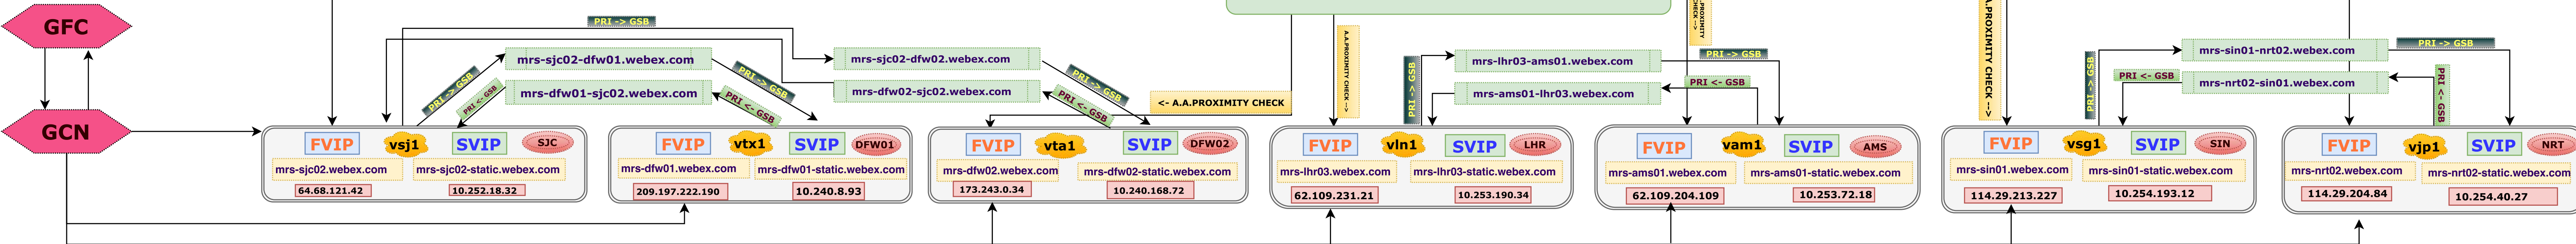 GFC
GCN
PRI -> GSB
mrs-sjc02-dfw01.webex.com
mrs-dfw01-sjc02.webex.com
PRI -> GSB
PRI <- GSB
PRI -> GSB
PRI <- GSB
mrs-sjc02-dfw02.webex.com
mrs-dfw02-sjc02.webex.com
PRI -> GSB
PRI <- GSB
<- A.A.PROXIMITY CHECK
A.A.PROXIMITY CHECK -->
PRI -> GSB
mrs-lhr03-ams01.webex.com
mrs-ams01-lhr03.webex.com
PROXIMITY
CHECK -->
PRI -> GSB
PRI <- GSB
A.PROXIMITY CHECK -->
PRI -> GSB
PRI <- GSB
mrs-sin01-nrt02.webex.com
mrs-nrt02-sin01.webex.com
PRI -> GSB
PRI <- GSB
FVIP vsj1 SVIP SJC
mrs-sjc02.webex.com mrs-sjc02-static.webex.com
64.68.121.42 10.252.18.32
FVIP vtx1 SVIP DFW01
mrs-dfw01.webex.com mrs-dfw01-static.webex.com
209.197.222.190 10.240.8.93
FVIP vta1 SVIP DFW02
mrs-dfw02.webex.com mrs-dfw02-static.webex.com
173.243.0.34 10.240.168.72
FVIP vln1 SVIP LHR
mrs-lhr03.webex.com mrs-lhr03-static.webex.com
62.109.231.21 10.253.190.34
FVIP vam1 SVIP AMS
mrs-ams01.webex.com mrs-ams01-static.webex.com
62.109.204.109 10.253.72.18
FVIP vsg1 SVIP SIN
mrs-sin01.webex.com mrs-sin01-static.webex.com
114.29.213.227 10.254.193.12
FVIP vjp1 SVIP NRT
mrs-nrt02.webex.com mrs-nrt02-static.webex.com
114.29.204.84 10.254.40.27